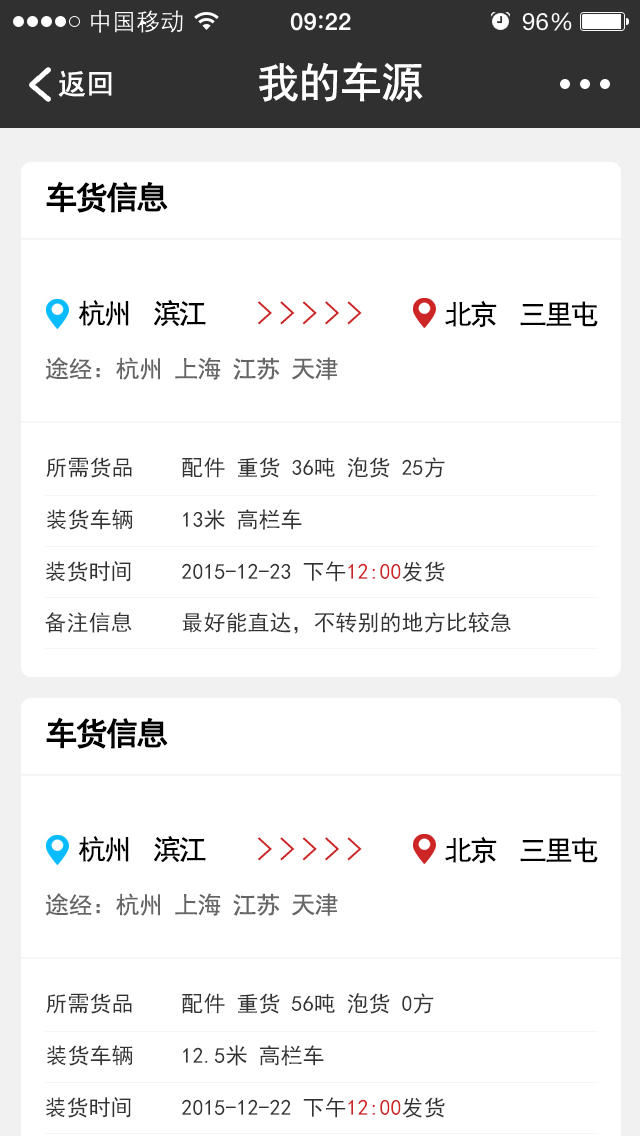 中国移动 09:22 96%
返回 我的车源
车货信息
杭州 滨江 北京 三里屯
途经: 杭州 上海 江苏 天津
所需货品 配件 重货 36吨 泡货 25方
装货车辆 13米 高栏车
装货时间 2015-12-23 下午12:00发货
备注信息 最好能直达，不转别的地方比较急
车货信息
杭州 滨江 北京 三里屯
途经: 杭州 上海 江苏 天津
所需货品 配件 重货 56吨 泡货 0方
装货车辆 12.5米 高栏车
装货时间 2015-12-22 下午12:00发货